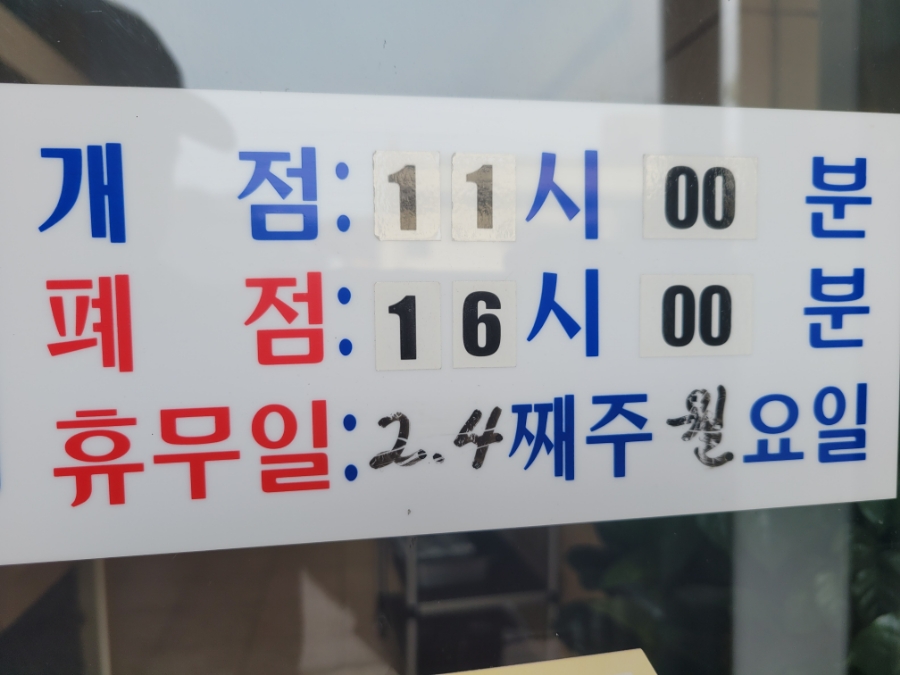 개 점: 11시 00 분
폐 점: 16시 00 분
휴무일: 2.4째주 월요일